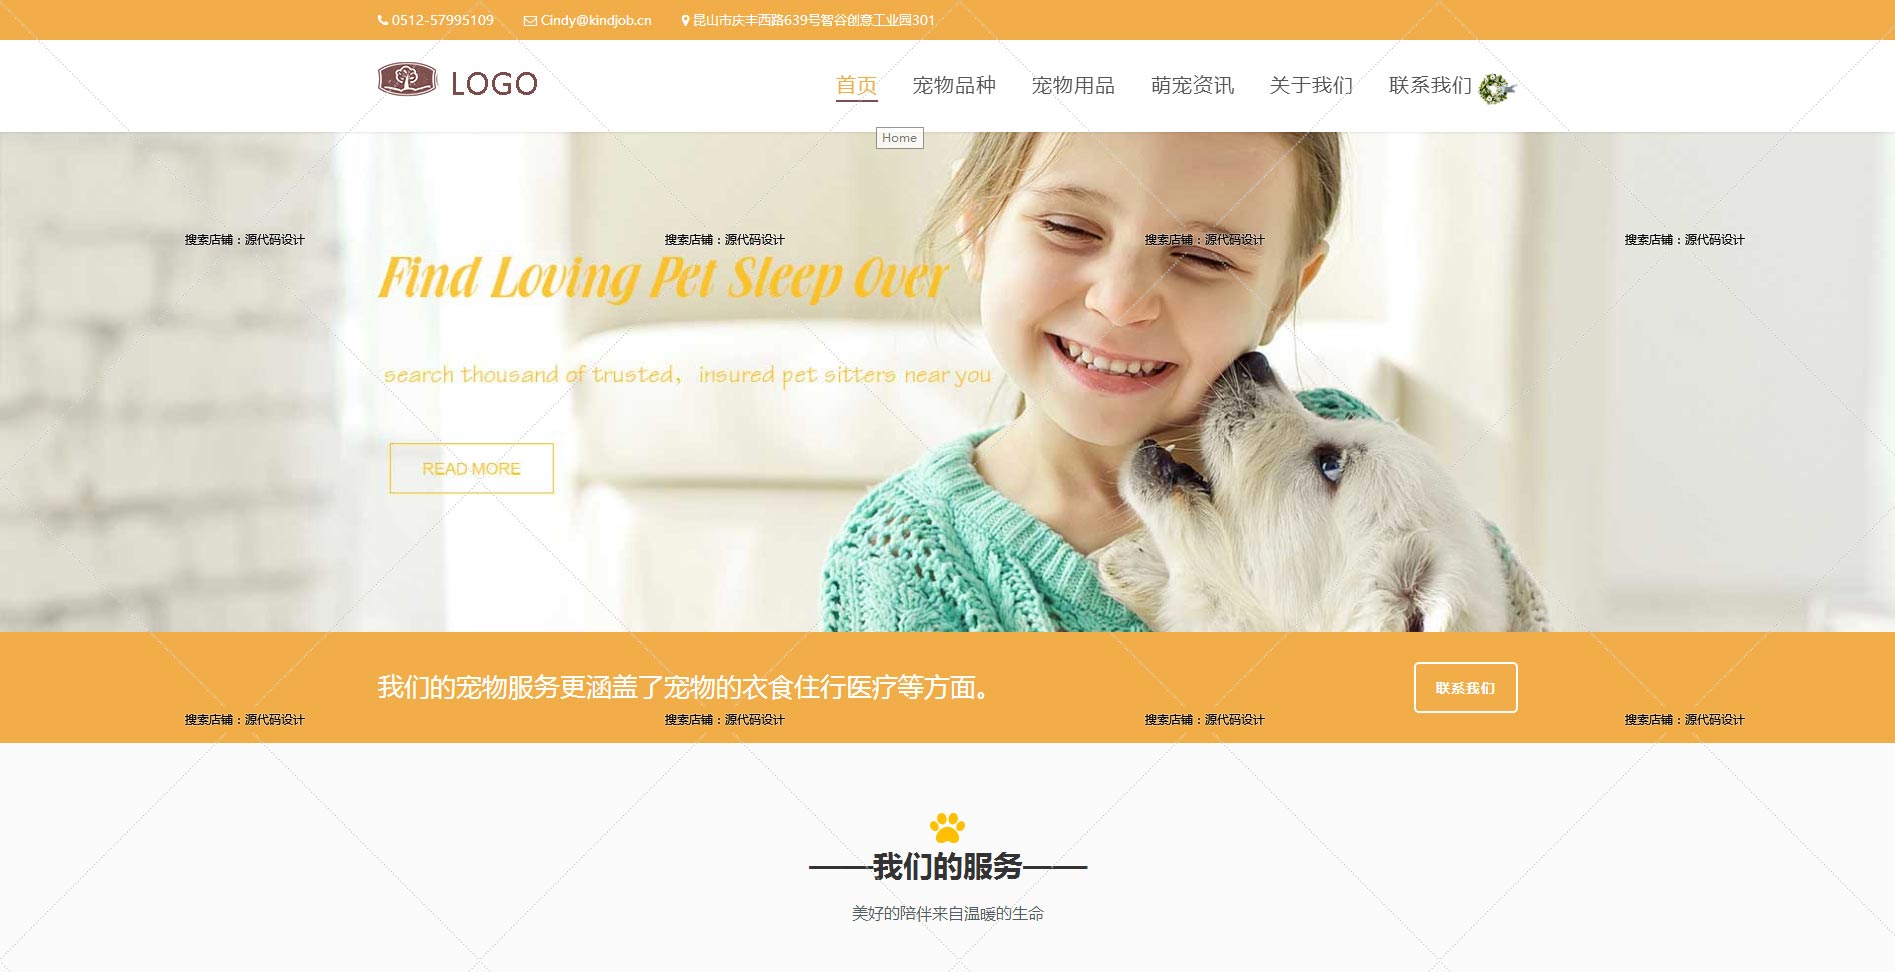 0512-57995109 Cindy@kindjob.cn 昆山市庆丰西路639号智谷创意工业园301
LOGO 首页 宠物品种 宠物用品 萌宠资讯 关于我们 联系我们
Home
搜索店铺：源代码设计 搜索店铺：源代码设计 搜索店铺：源代码设计 搜索店铺：源代码设计
Find Loving Pet Sleep Over
search thousand of trusted，insured pet sitters near you
READ MORE
我们的宠物服务更涵盖了宠物的衣食住行医疗等方面。 联系我们
搜索店铺：源代码设计 搜索店铺：源代码设计 搜索店铺：源代码设计 搜索店铺：源代码设计
——我们的服务——
美好的陪伴来自温暖的生命